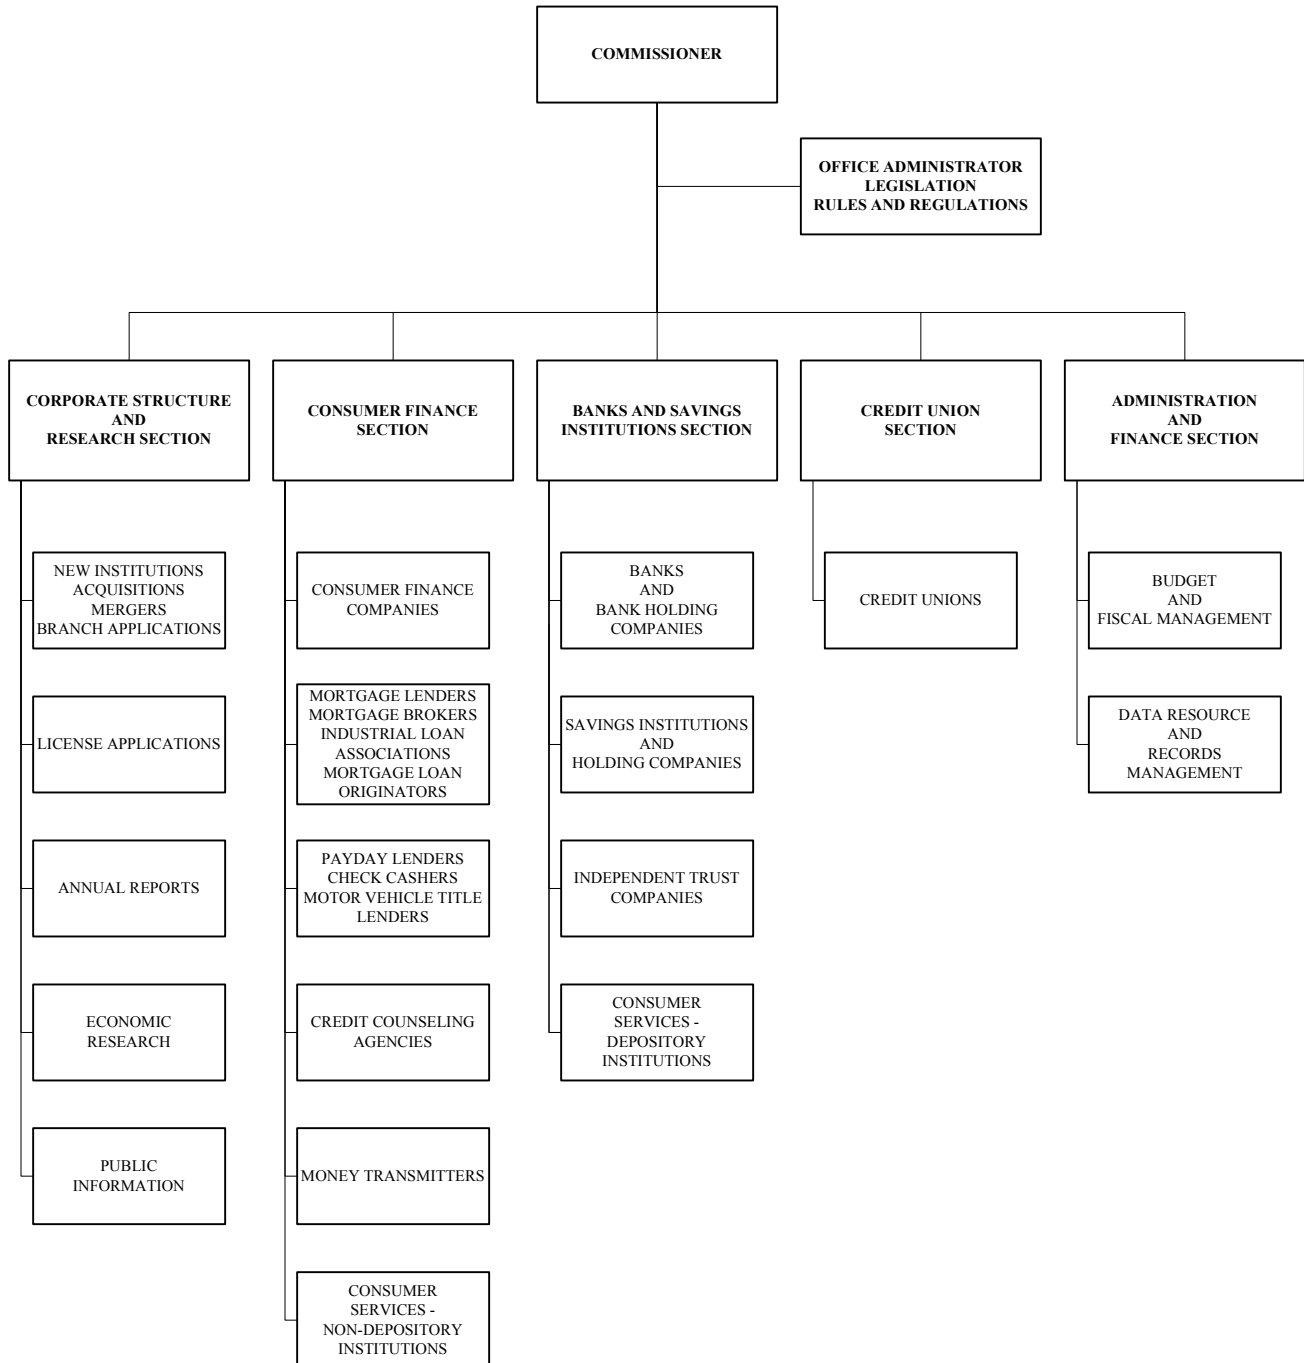 COMMISSIONER
OFFICE ADMINISTRATOR
LEGISLATION
RULES AND REGULATIONS
CORPORATE STRUCTURE
AND
RESEARCH SECTION
CONSUMER FINANCE
SECTION
BANKS AND SAVINGS
INSTITUTIONS SECTION
CREDIT UNION
SECTION
ADMINISTRATION
AND
FINANCE SECTION
NEW INSTITUTIONS
ACQUISITIONS
MERGERS
BRANCH APPLICATIONS
CONSUMER FINANCE
COMPANIES
BANKS
AND
BANK HOLDING
COMPANIES
CREDIT UNIONS
BUDGET
AND
FISCAL MANAGEMENT
LICENSE APPLICATIONS
MORTGAGE LENDERS
MORTGAGE BROKERS
INDUSTRIAL LOAN
ASSOCIATIONS
MORTGAGE LOAN
ORIGINATORS
SAVINGS INSTITUTIONS
AND
HOLDING COMPANIES
DATA RESOURCE
AND
RECORDS
MANAGEMENT
ANNUAL REPORTS
PAYDAY LENDERS
CHECK CASHERS
MOTOR VEHICLE TITLE
LENDERS
INDEPENDENT TRUST
COMPANIES
ECONOMIC
RESEARCH
CREDIT COUNSELING
AGENCIES
CONSUMER
SERVICES -
DEPOSITORY
INSTITUTIONS
PUBLIC
INFORMATION
MONEY TRANSMITTERS
CONSUMER
SERVICES -
NON-DEPOSITORY
INSTITUTIONS